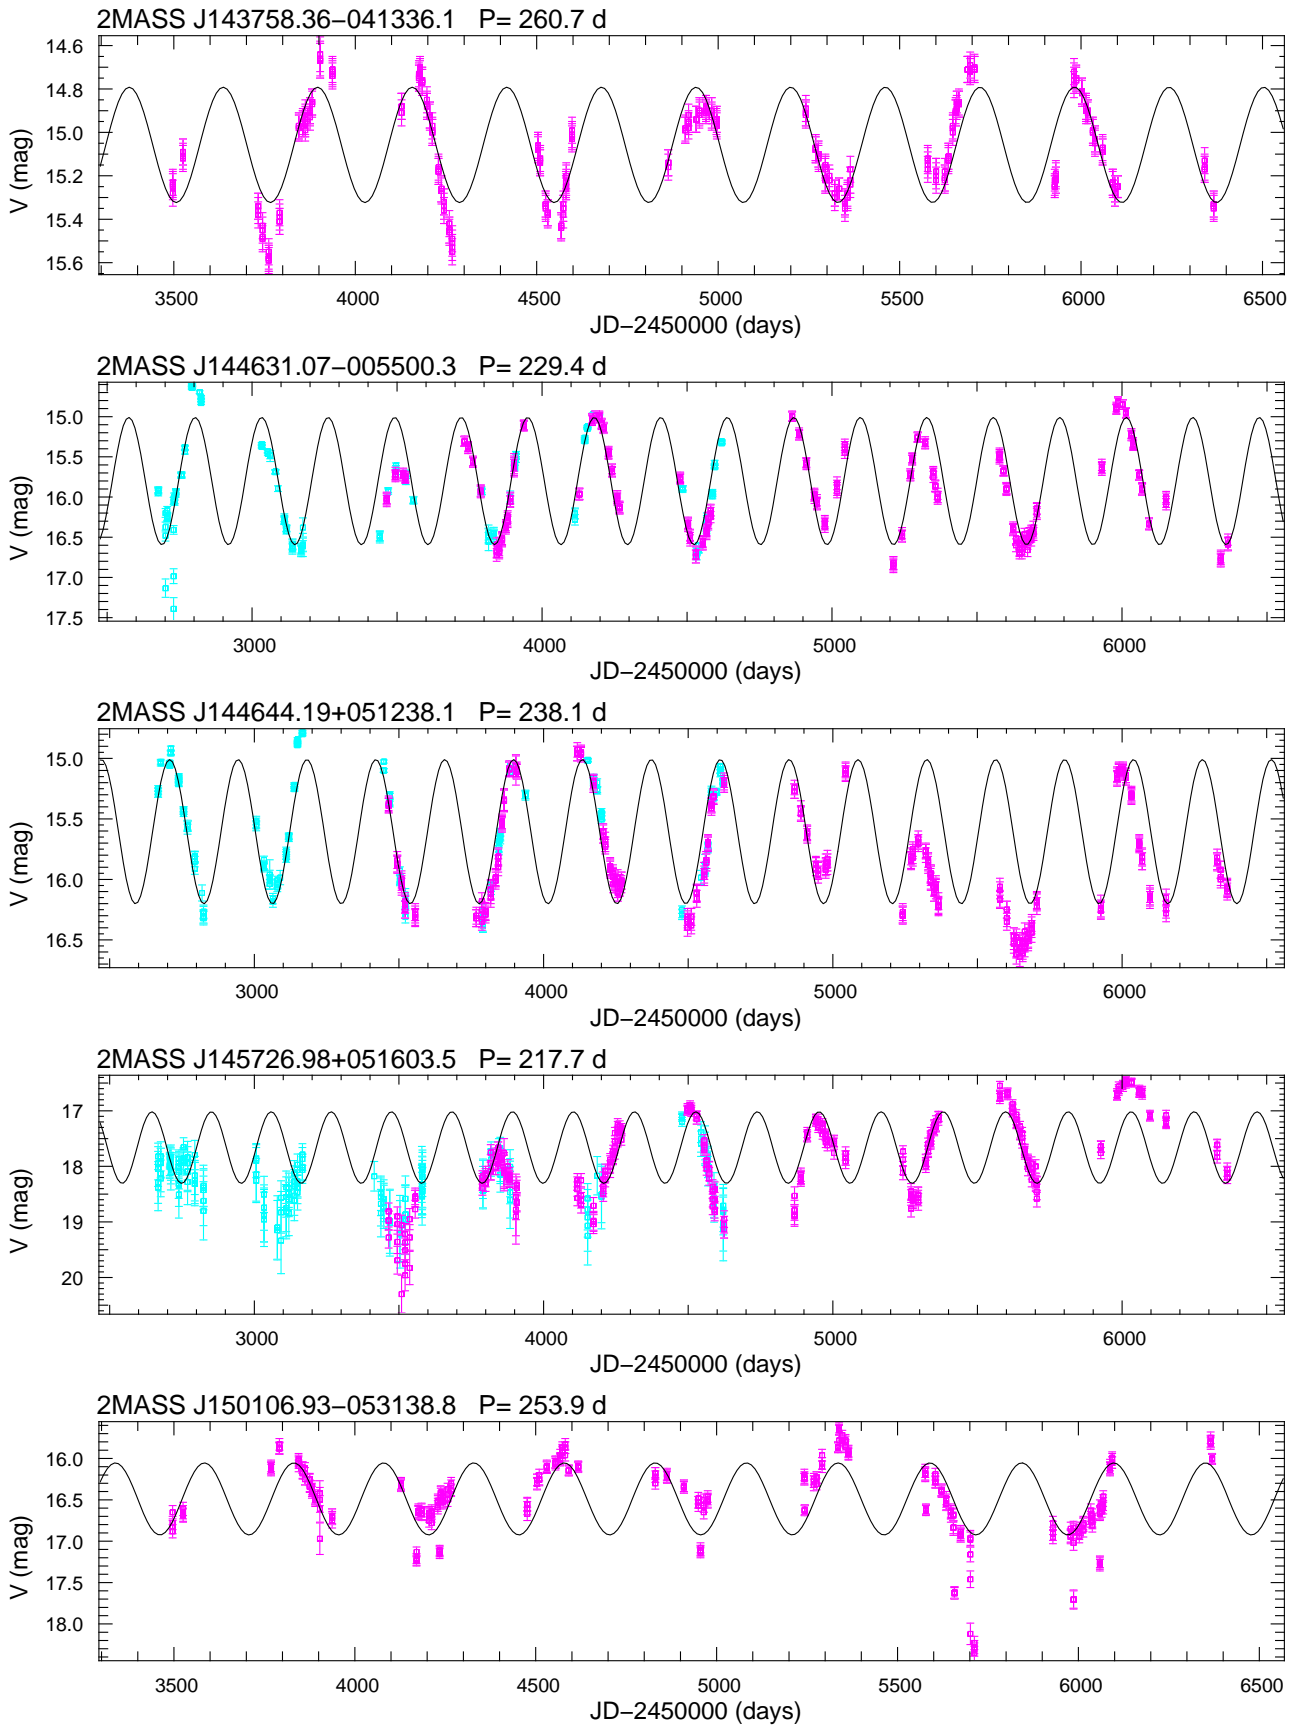 2MASS J143758.36−041336.1 P= 260.7 d
14.6
14.8
15.0
15.2
15.4
15.6
V (mag)
3500 4000 4500 5000 5500 6000 6500
JD−2450000 (days)
2MASS J144631.07−005500.3 P= 229.4 d
15.0
15.5
16.0
16.5
17.0
17.5
V (mag)
3000 4000 5000 6000
JD−2450000 (days)
2MASS J144644.19+051238.1 P= 238.1 d
15.0
15.5
16.0
16.5
V (mag)
3000 4000 5000 6000
JD−2450000 (days)
2MASS J145726.98+051603.5 P= 217.7 d
17
18
19
20
V (mag)
3000 4000 5000 6000
JD−2450000 (days)
2MASS J150106.93−053138.8 P= 253.9 d
16.0
16.5
17.0
17.5
18.0
V (mag)
3500 4000 4500 5000 5500 6000 6500
JD−2450000 (days)